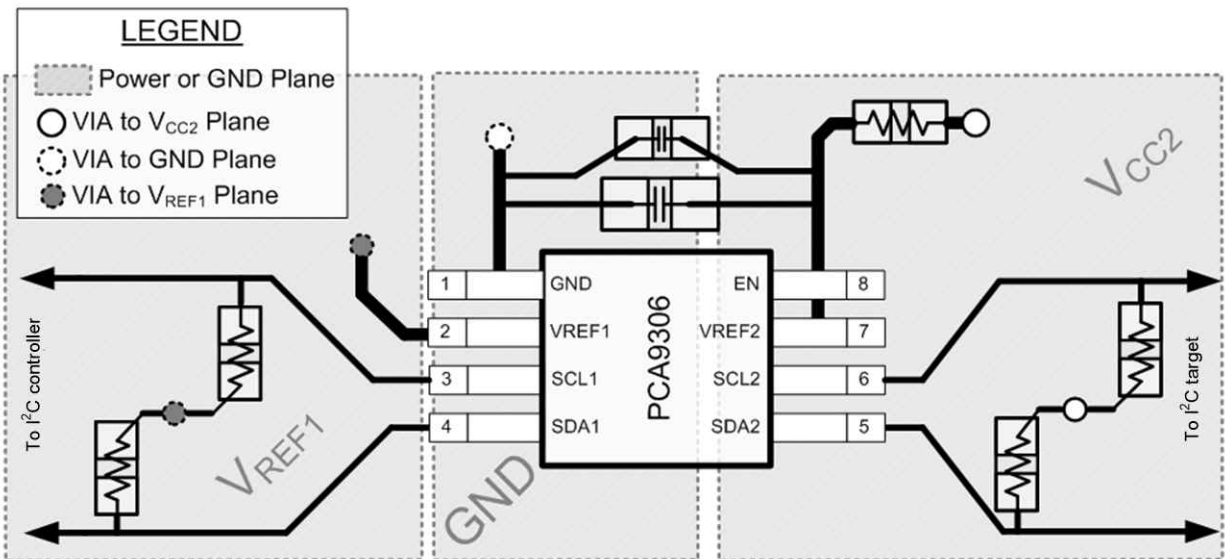 LEGEND
Power or GND Plane
VIA to VCC2 Plane
VIA to GND Plane
VIA to VREF1 Plane
VCC2
1 GND EN 8
2 VREF1 VREF2 7
3 SCL1 SCL2 6
4 SDA1 SDA2 5
PCA9306
To I²C controller
To I²C target
VREF1
GND